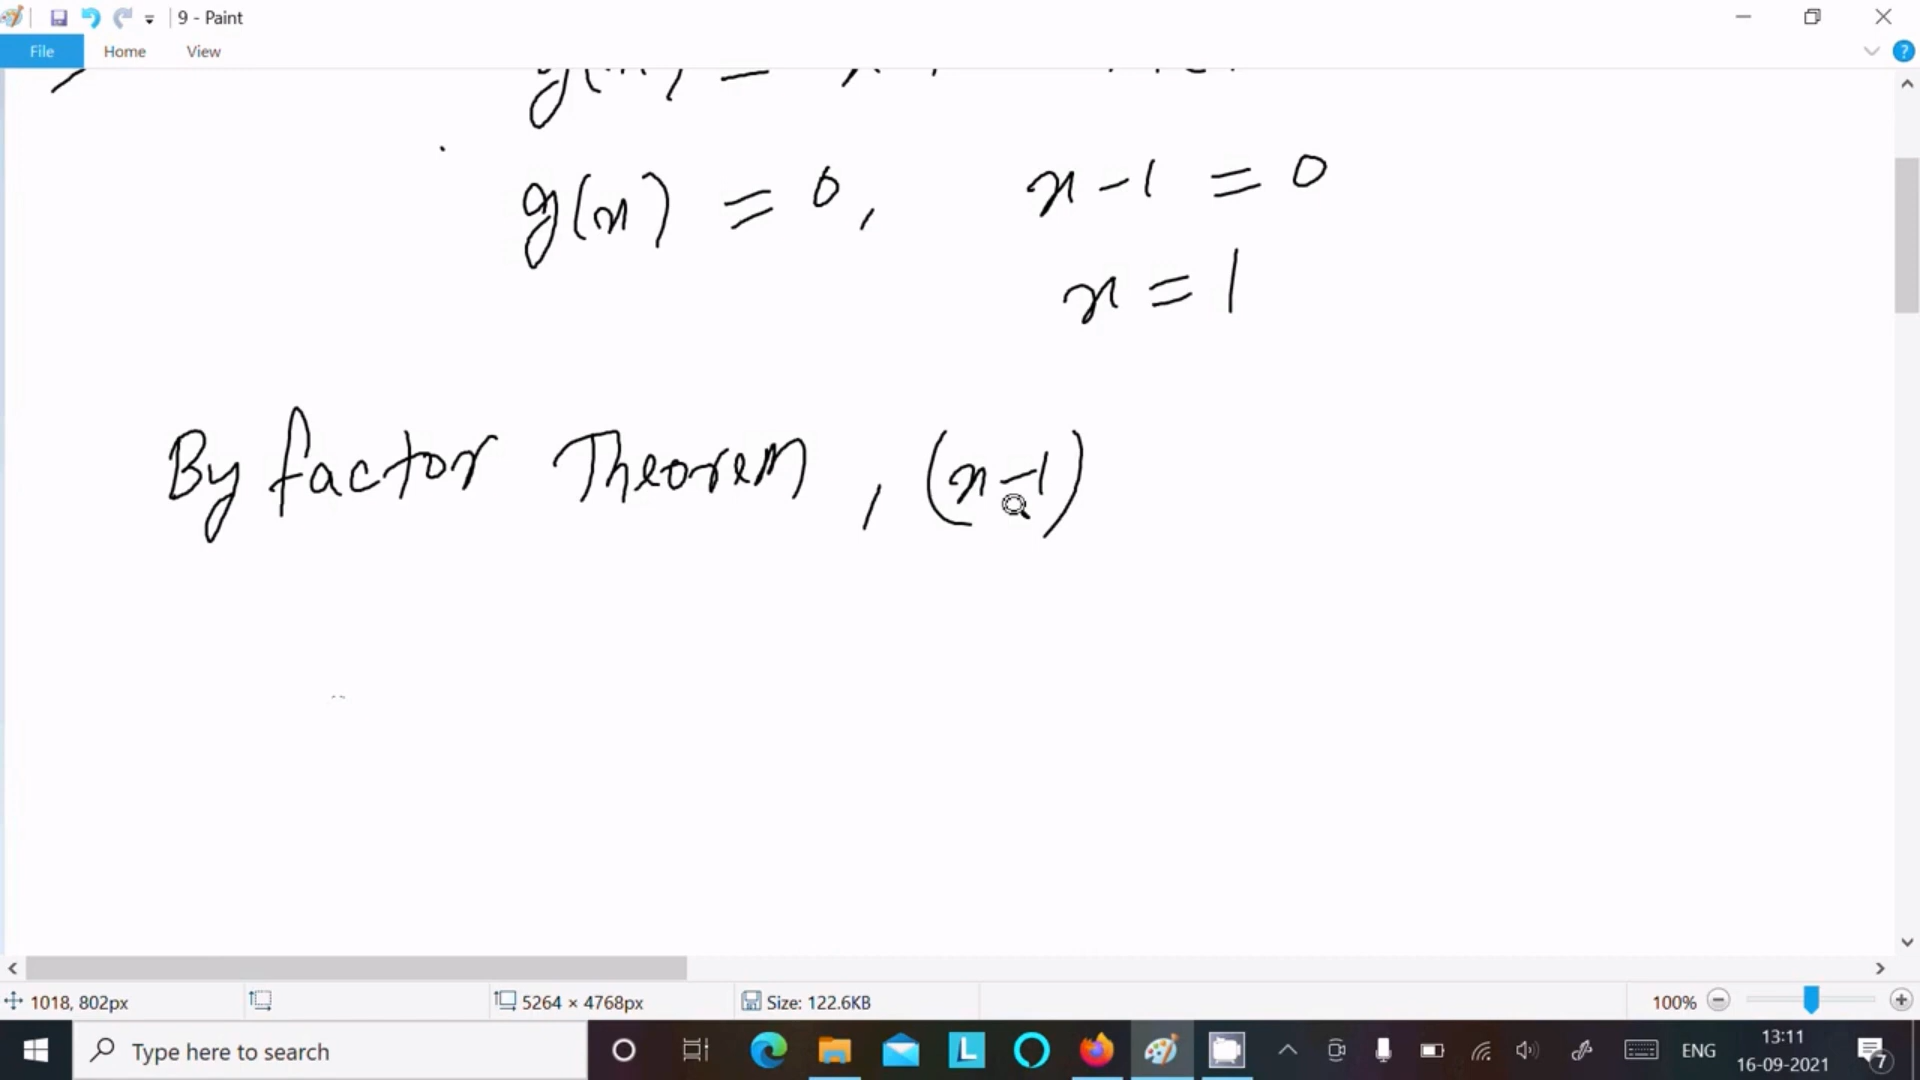 9 - Paint
File Home View
g(x) =
g(x) = 0, x-1 = 0
x = 1
By factor Theorem, (x-1)
1018, 802px 5264 × 4768px Size: 122.6KB 100%
Type here to search L ENG 13:11
16-09-2021 7